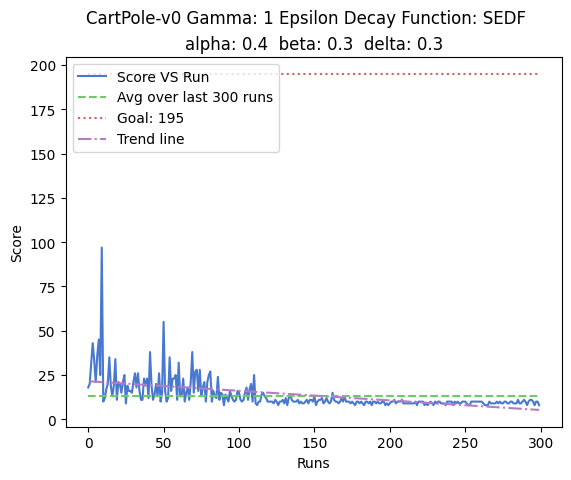 CartPole-v0 Gamma: 1 Epsilon Decay Function: SEDF
alpha: 0.4 beta: 0.3 delta: 0.3
Score VS Run
Avg over last 300 runs
Goal: 195
Trend line
Score
200
175
150
125
100
75
50
25
0
0 50 100 150 200 250 300
Runs